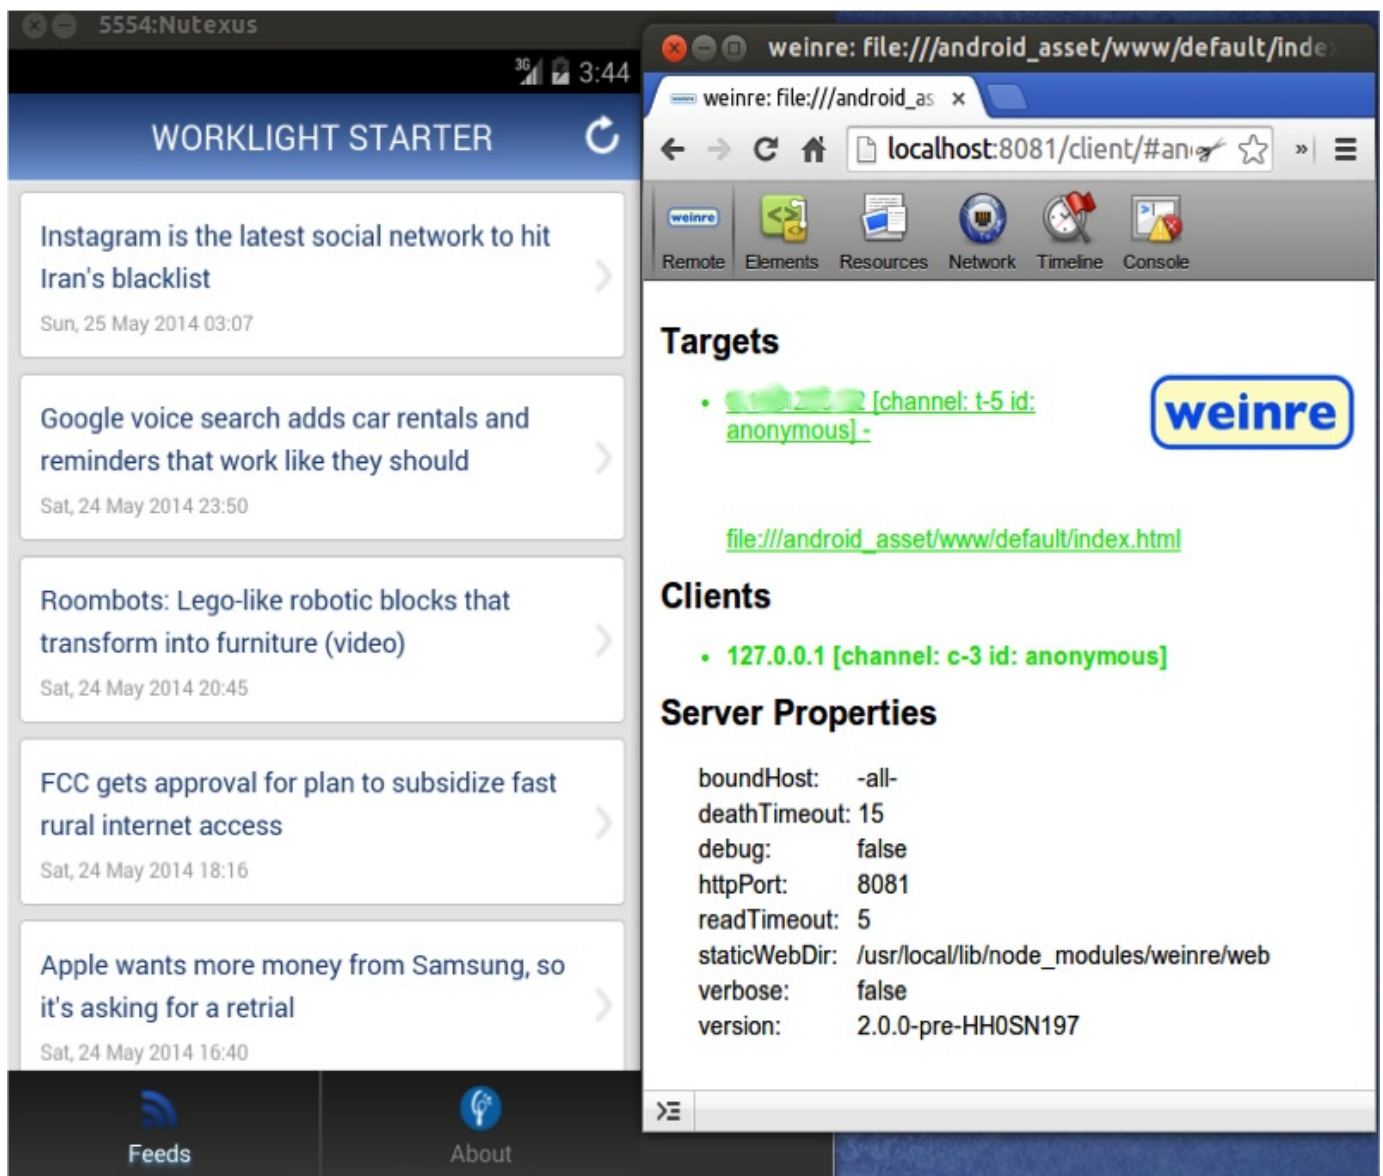 5554:Nutexus
3G 3:44
WORKLIGHT STARTER
Instagram is the latest social network to hit
Iran's blacklist
Sun, 25 May 2014 03:07
Google voice search adds car rentals and
reminders that work like they should
Sat, 24 May 2014 23:50
Roombots: Lego-like robotic blocks that
transform into furniture (video)
Sat, 24 May 2014 20:45
FCC gets approval for plan to subsidize fast
rural internet access
Sat, 24 May 2014 18:16
Apple wants more money from Samsung, so
it's asking for a retrial
Sat, 24 May 2014 16:40
Feeds About
weinre: file:///android_asset/www/default/inde
weinre: file:///android_as
localhost:8081/client/#an
weinre
Remote Elements Resources Network Timeline Console
Targets
[channel: t-5 id:
anonymous] -
weinre
file:///android_asset/www/default/index.html
Clients
127.0.0.1 [channel: c-3 id: anonymous]
Server Properties
boundHost: -all-
deathTimeout: 15
debug: false
httpPort: 8081
readTimeout: 5
staticWebDir: /usr/local/lib/node_modules/weinre/web
verbose: false
version: 2.0.0-pre-HH0SN197